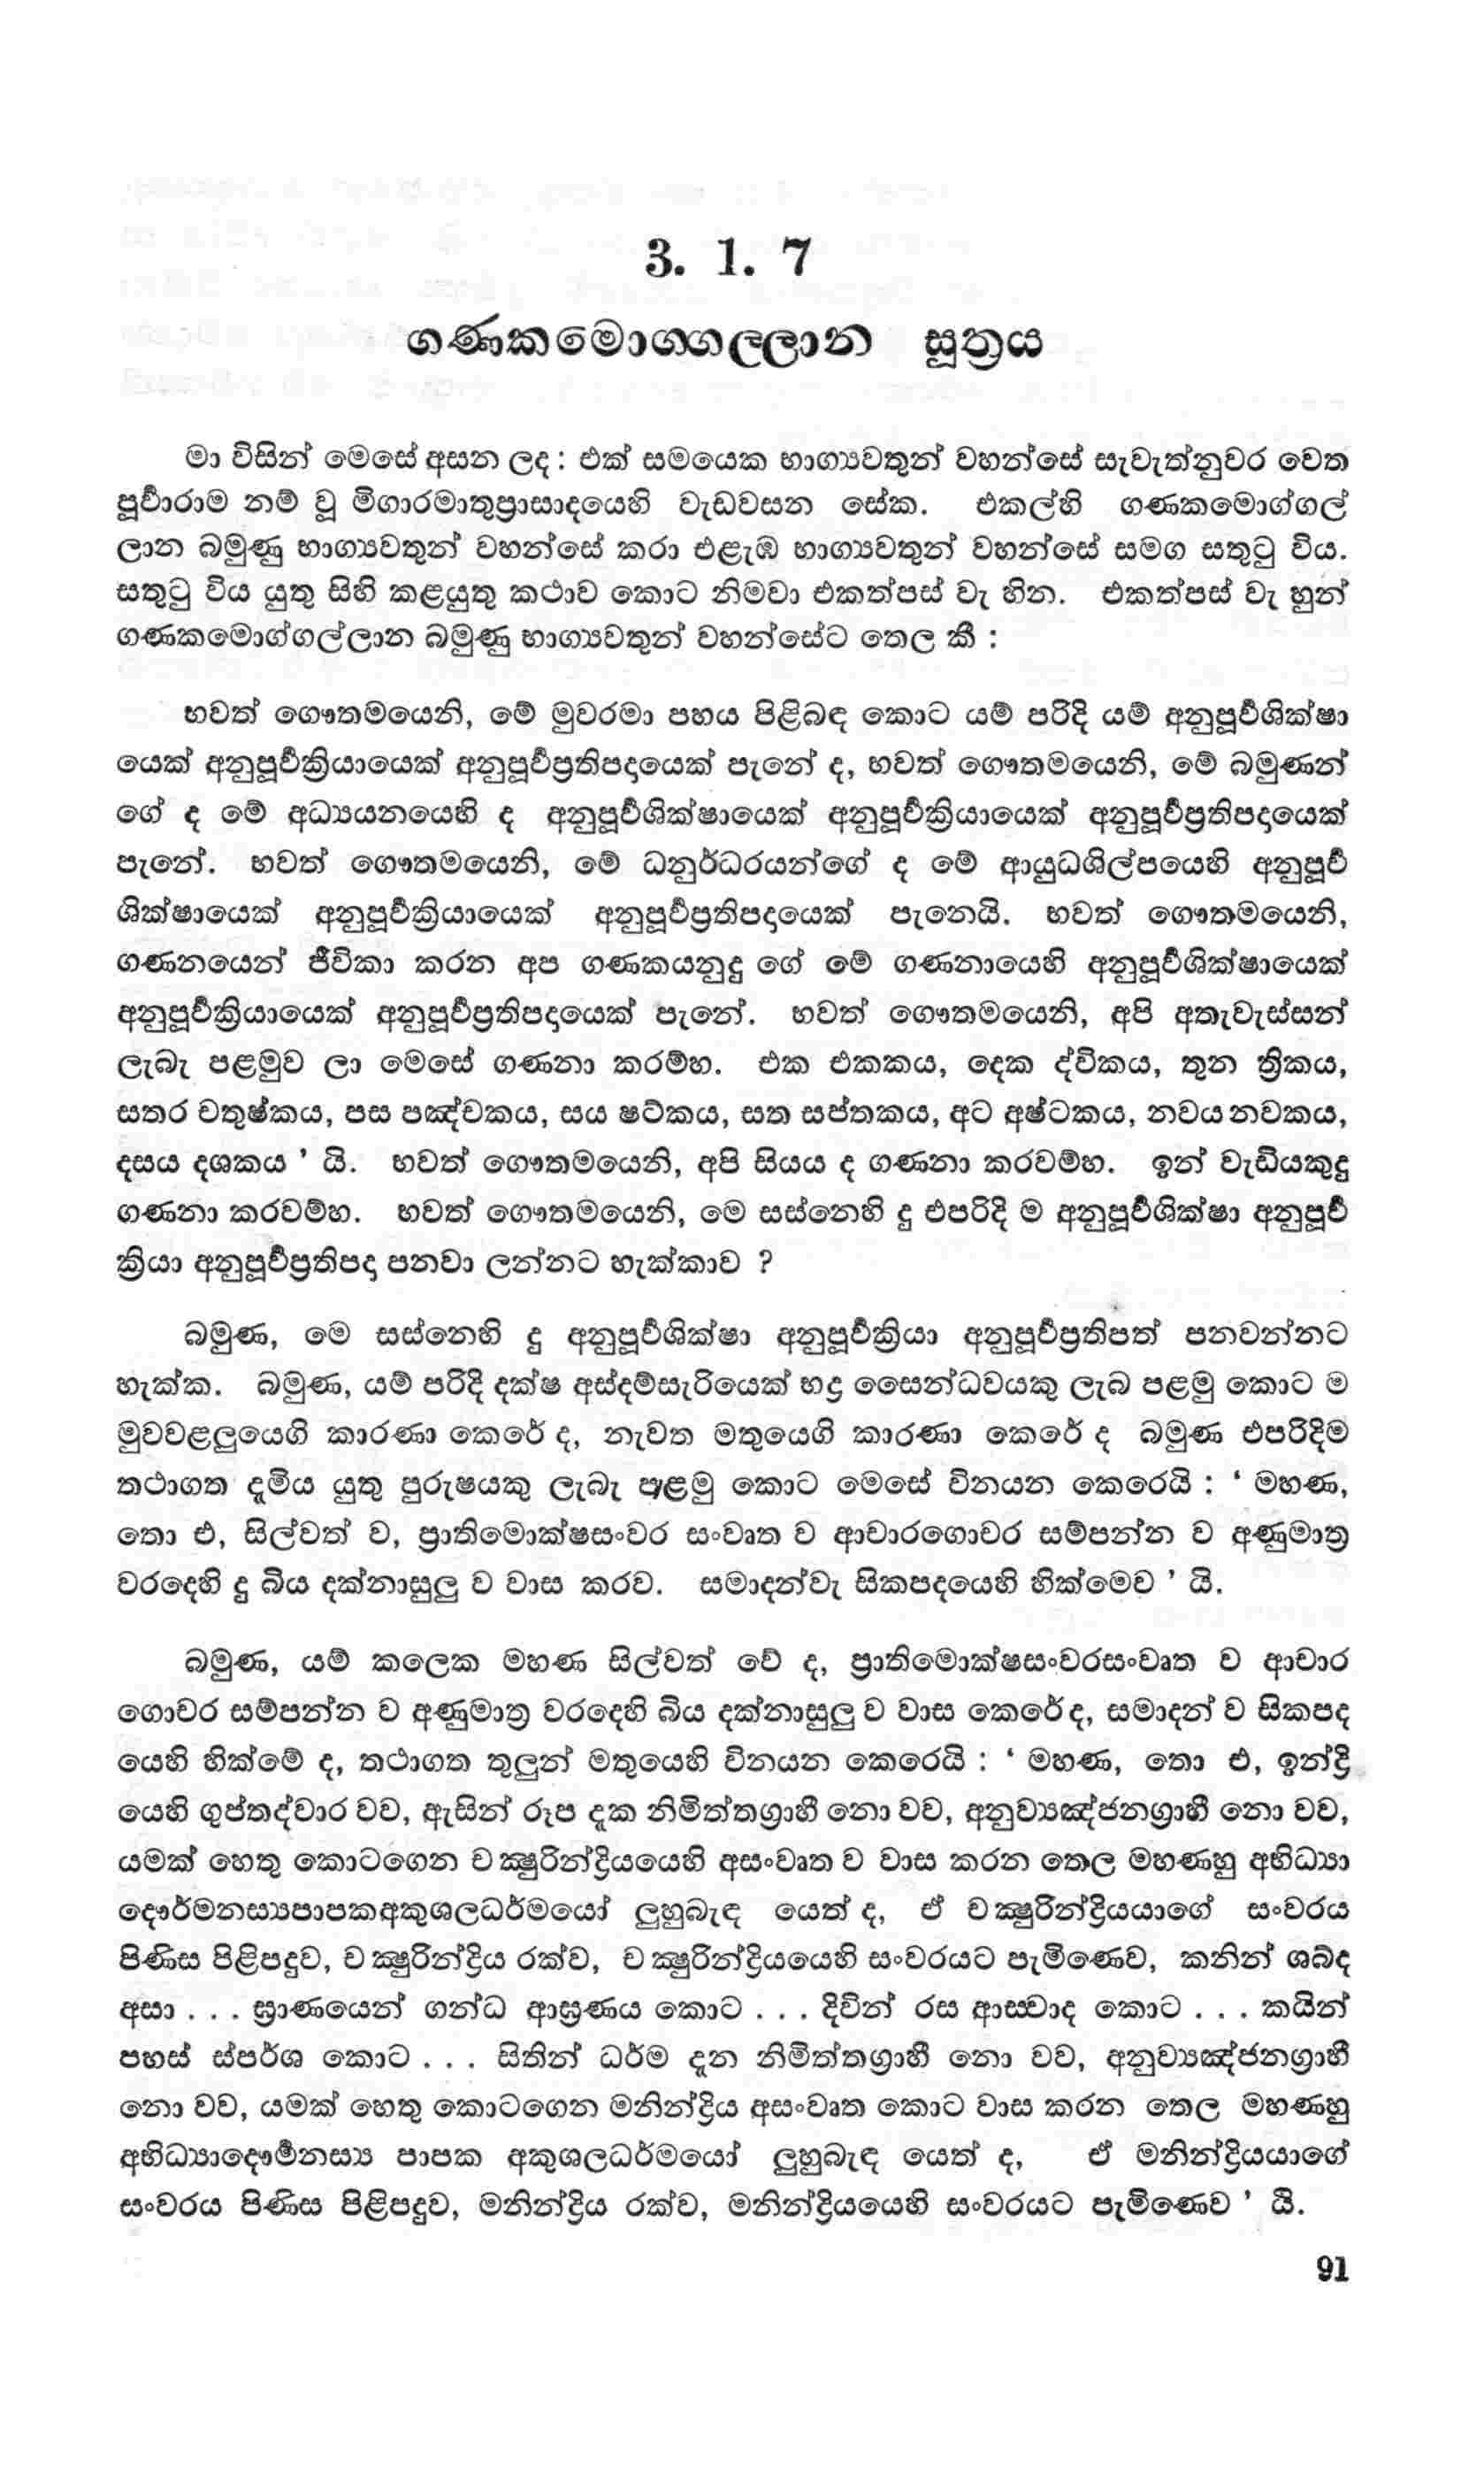 3. 1. 7
ගණකමොග්ගල්ලාන සූත්‍රය
මා විසින් මෙසේ අසන ලද : එක් සමයෙක භාග්‍යවතුන් වහන්සේ සැවැත්නුවර වෙත
පූර්‍වාරාම නම් වූ මිගාරමාතුප්‍රාසාදයෙහි වැඩවසන සේක. එකල්හි ගණකමොග්ගල්
ලාන බමුණු භාග්‍යවතුන් වහන්සේ කරා එළැඹ භාග්‍යවතුන් වහන්සේ සමග සතුටු විය.
සතුටු විය යුතු සිහි කළයුතු කථාව කොට නිමවා එකත්පස් වැ හින. එකත්පස් වැ හුන්
ගණකමොග්ගල්ලාන බමුණු භාග්‍යවතුන් වහන්සේට තෙල කී :
භවත් ගෞතමයෙනි, මේ මුවරමා පහය පිළිබඳ කොට යම් පරිදි යම් අනුපූර්‍වශික්ෂා
යෙක් අනුපූර්‍වක්‍රියායෙක් අනුපූර්‍වප්‍රතිපදායෙක් පැනේ ද, භවත් ගෞතමයෙනි, මේ බමුණන්
ගේ ද මේ අධ්‍යයනයෙහි ද අනුපූර්‍වශික්ෂායෙක් අනුපූර්‍වක්‍රියායෙක් අනුපූර්‍වප්‍රතිපදායෙක්
පැනේ. භවත් ගෞතමයෙනි, මේ ධනුර්ධරයන්ගේ ද මේ ආයුධශිල්පයෙහි අනුපූර්‍ව
ශික්ෂායෙක් අනුපූර්‍වක්‍රියායෙක් අනුපූර්‍වප්‍රතිපදායෙක් පැනෙයි. භවත් ගෞතමයෙනි,
ගණනයෙන් ජීවිකා කරන අප ගණකයනුදු ගේ මේ ගණනායෙහි අනුපූර්‍වශික්ෂායෙක්
අනුපූර්‍වක්‍රියායෙක් අනුපූර්‍වප්‍රතිපදායෙක් පැනේ. භවත් ගෞතමයෙනි, අපි අතැවැස්සන්
ලැබැ පළමුව ලා මෙසේ ගණනා කරම්හ. එක එකකය, දෙක ද්විකය, තුන ත්‍රිකය,
සතර චතුෂ්කය, පස පඤ්චකය, සය ෂට්කය, සත සප්තකය, අට අෂ්ටකය, නවය නවකය,
දසය දශකය ’ යි. භවත් ගෞතමයෙනි, අපි සියය ද ගණනා කරවම්හ. ඉන් වැඩියකුදු
ගණනා කරවම්හ. භවත් ගෞතමයෙනි, මෙ සස්නෙහි දු එපරිදි ම අනුපූර්‍වශික්ෂා අනුපූර්‍ව
ක්‍රියා අනුපූර්‍වප්‍රතිපදා පනවා ලන්නට හැක්කාව ?
බමුණ, මෙ සස්නෙහි දු අනුපූර්‍වශික්ෂා අනුපූර්‍වක්‍රියා අනුපූර්‍වප්‍රතිපත් පනවන්නට
හැක්ක. බමුණ, යම් පරිදි දක්ෂ අස්දම්සැරියෙක් භද්‍ර සෛන්ධවයකු ලැබ පළමු කොට ම
මුවවළලුයෙගි කාරණා කෙරේ ද, නැවත මතුයෙගි කාරණා කෙරේ ද බමුණ එපරිදිම
තථාගත දැමිය යුතු පුරුෂයකු ලැබැ පළමු කොට මෙසේ විනයන කෙරෙයි : ‘ මහණ,
තො එ, සිල්වත් ව, ප්‍රාතිමොක්ෂසංවර සංවෘත ව ආචාරගොචර සම්පන්න ව අණුමාත්‍ර
වරදෙහි දු බිය දක්නාසුලු ව වාස කරව. සමාදන්වැ සිකපදයෙහි හික්මෙව ’ යි.
බමුණ, යම් කලෙක මහණ සිල්වත් වේ ද, ප්‍රාතිමොක්ෂසංවරසංවෘත ව ආචාර
ගොචර සම්පන්න ව අණුමාත්‍ර වරදෙහි බිය දක්නාසුලු ව වාස කෙරේද, සමාදන් ව සිකපද
යෙහි හික්මේ ද, තථාගත තුලුන් මතුයෙහි විනයන කෙරෙයි : ‘ මහණ, තො එ, ඉන්ද්‍රි
යෙහි ගුප්තද්වාර වව, ඇසින් රූප දැක නිමිත්තග්‍රාහී නො වව, අනුව්‍යඤ්ජනග්‍රාහී නො වව,
යමක් හෙතු කොටගෙන චක්‍ෂුරින්ද්‍රියයෙහි අසංවෘත ව වාස කරන තෙල මහණහු අභිධ්‍යා
දෞර්මනස්‍යපාපකඅකුශලධර්මයෝ ලුහුබැඳ යෙත් ද, ඒ චක්‍ෂුරින්ද්‍රියයාගේ සංවරය
පිණිස පිළිපදුව, චක්‍ෂුරින්ද්‍රිය රක්ව, චක්‍ෂුරින්ද්‍රියයෙහි සංවරයට පැමිණෙව, කනින් ශබ්ද
අසා . . . ඝ්‍රාණයෙන් ගන්ධ ආඝ්‍රණය කොට . . . දිවින් රස ආස්වාද කොට . . . කයින්
පහස් ස්පර්ශ කොට . . . සිතින් ධර්ම දැන නිමිත්තග්‍රාහී නො වව, අනුව්‍යඤ්ජනග්‍රාහී
නො වව, යමක් හෙතු කොටගෙන මනින්ද්‍රිය අසංවෘත කොට වාස කරන තෙල මහණහු
අභිධ්‍යාදෞර්‍මනස්‍ය පාපක අකුශලධර්මයෝ ලුහුබැඳ යෙත් ද, ඒ මනින්ද්‍රියයාගේ
සංවරය පිණිස පිළිපදුව, මනින්ද්‍රිය රක්ව, මනින්ද්‍රියයෙහි සංවරයට පැමිණෙව ’ යි.
91